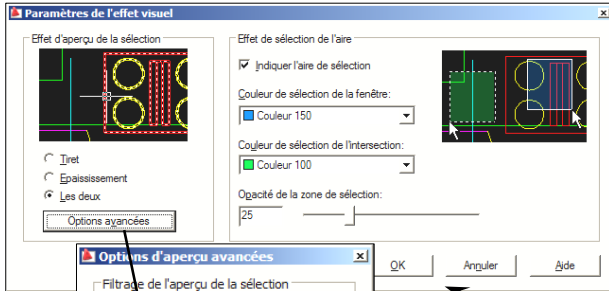 Paramètres de l'effet visuel
Effet d'aperçu de la sélection
Tiret
Epaississement
Les deux
Options avancées
Effet de sélection de l'aire
Indiquer l'aire de sélection
Couleur de sélection de la fenêtre:
Couleur 150
Couleur de sélection de l'intersection:
Couleur 100
Opacité de la zone de sélection:
25
OK Annuler Aide
Options d'aperçu avancées
Filtrage de l'aperçu de la sélection